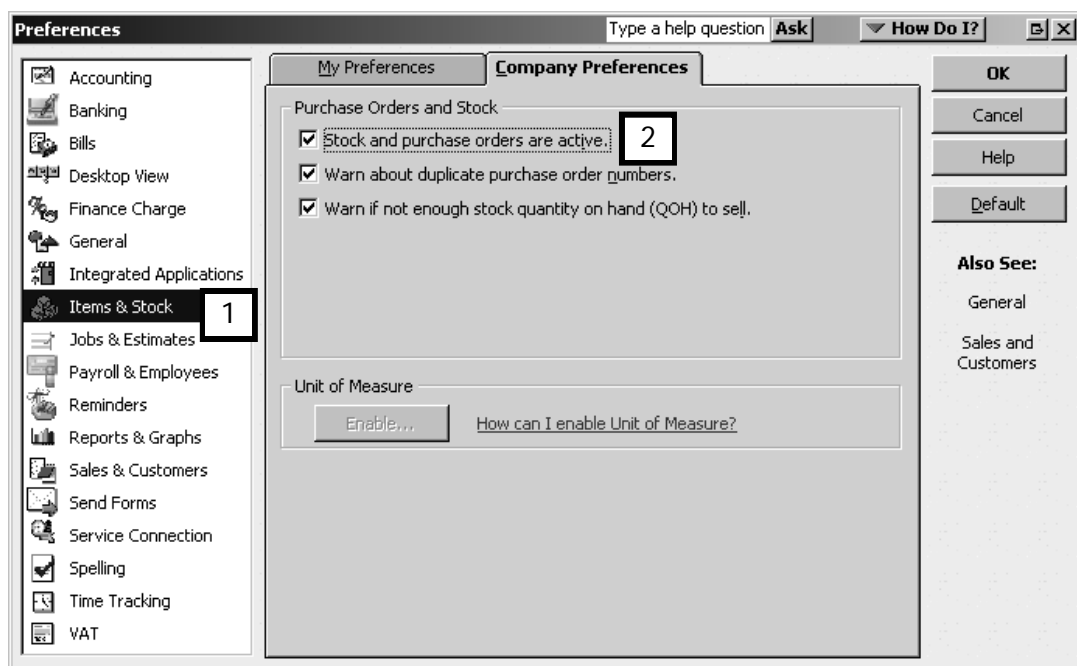 Preferences
Type a help question Ask
How Do I?
Accounting
Banking
Bills
Desktop View
Finance Charge
General
Integrated Applications
Items & Stock
1
Jobs & Estimates
Payroll & Employees
Reminders
Reports & Graphs
Sales & Customers
Send Forms
Service Connection
Spelling
Time Tracking
VAT
My Preferences
Company Preferences
Purchase Orders and Stock
Stock and purchase orders are active.
2
Warn about duplicate purchase order numbers.
Warn if not enough stock quantity on hand (QOH) to sell.
Unit of Measure
Enable...
How can I enable Unit of Measure?
OK
Cancel
Help
Default
Also See:
General
Sales and
Customers